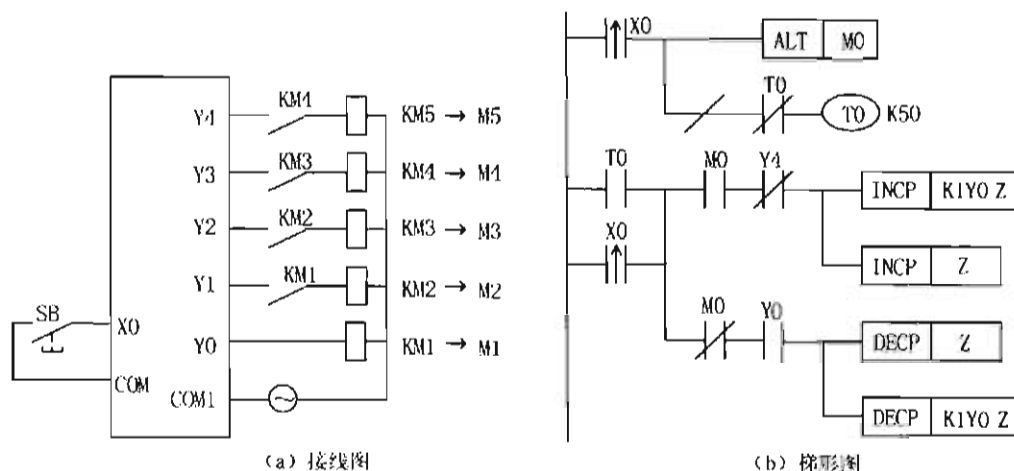 Y4 KM4 KM5 → M5
Y3 KM3 KM4 → M4
Y2 KM2 KM3 → M3
Y1 KM1 KM2 → M2
SB X0 Y0 KM1 → M1
COM COM1
(a) 接线图
X0 ALT M0
T0 T0 K50
T0 M0 Y4 INCP K1Y0 Z
X0 INCP Z
M0 Y0 DECP Z
DECP K1Y0 Z
(b) 梯形图